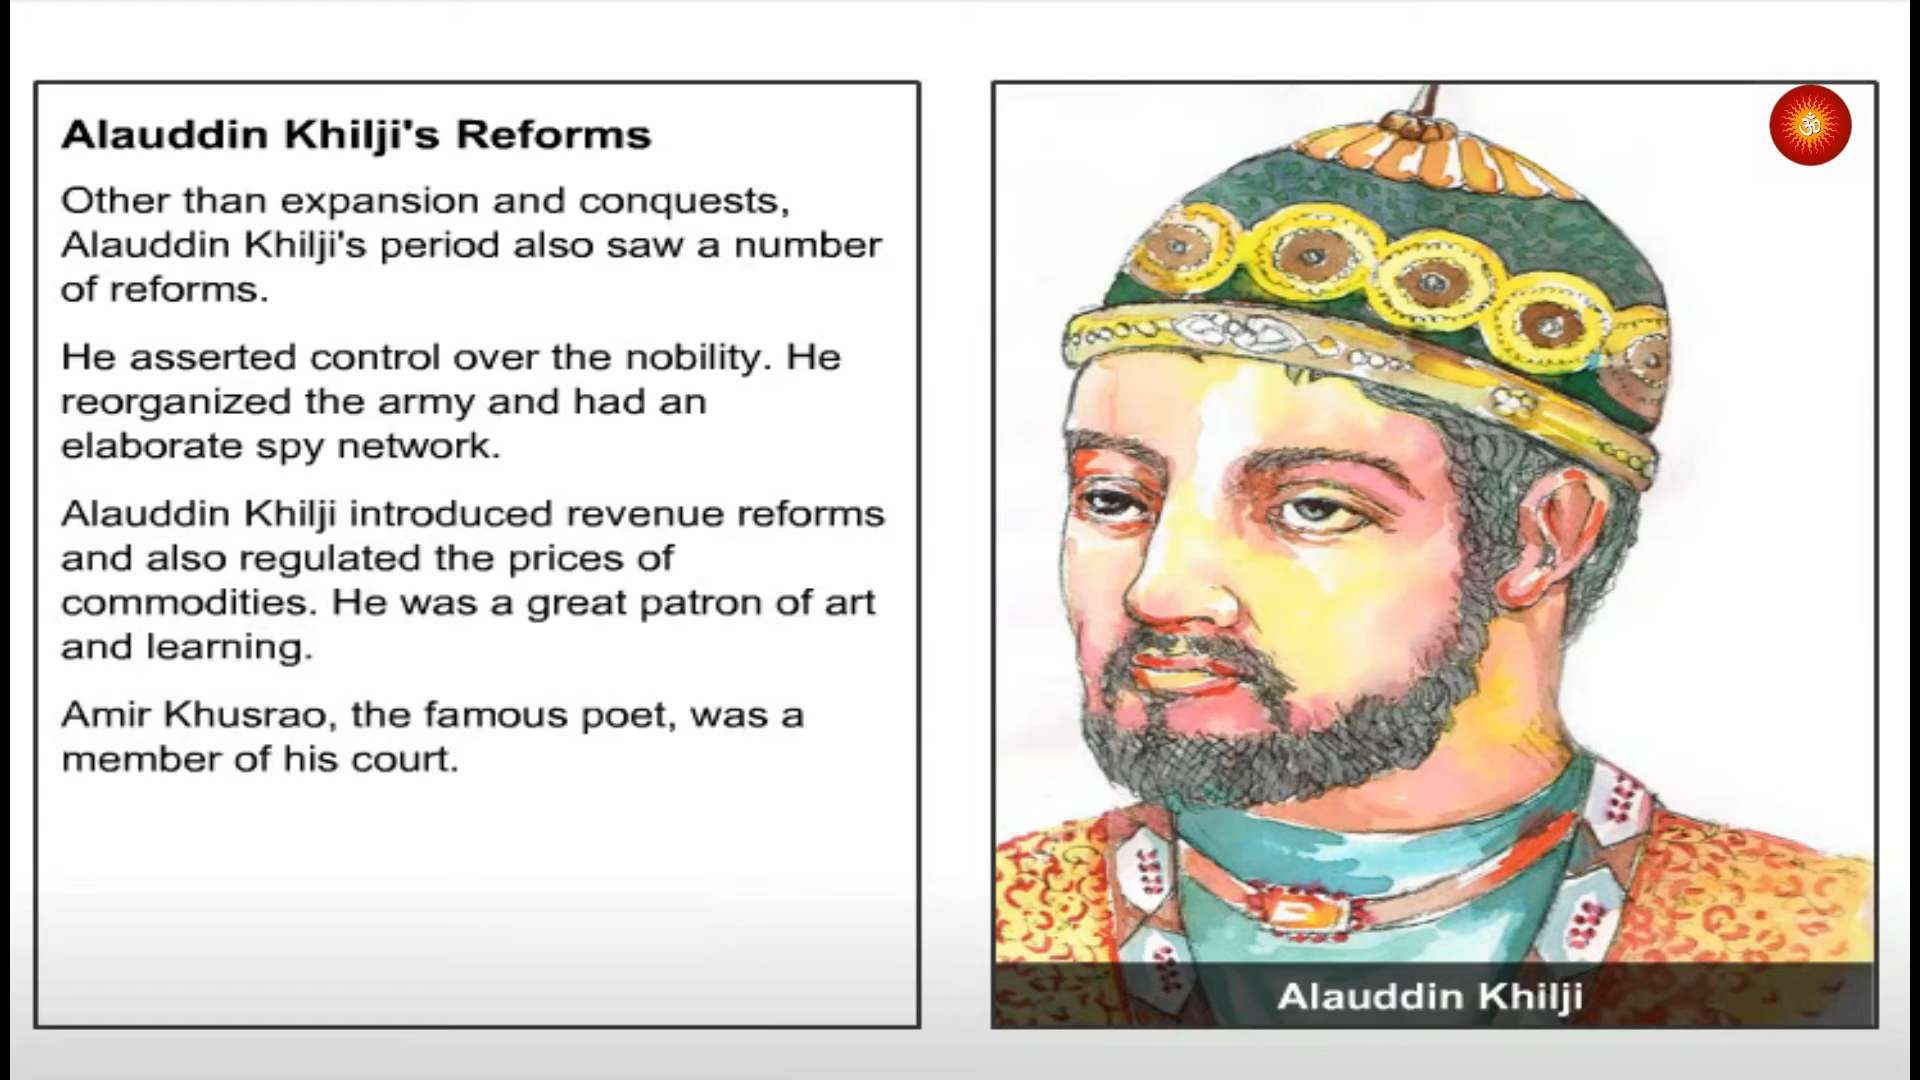 Alauddin Khilji's Reforms
Other than expansion and conquests,
Alauddin Khilji's period also saw a number
of reforms.
He asserted control over the nobility. He
reorganized the army and had an
elaborate spy network.
Alauddin Khilji introduced revenue reforms
and also regulated the prices of
commodities. He was a great patron of art
and learning.
Amir Khusrao, the famous poet, was a
member of his court.
ॐ
Alauddin Khilji